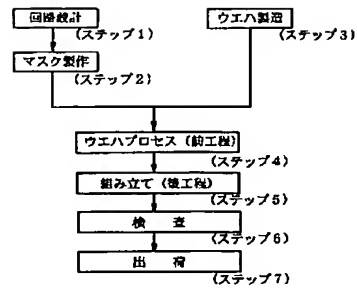 回路設計
(ステップ1)
ウエハ製造
(ステップ3)
マスク製作
(ステップ2)
ウエハプロセス(前工程)
(ステップ4)
組み立て(後工程)
(ステップ5)
検 査
(ステップ6)
出 荷
(ステップ7)